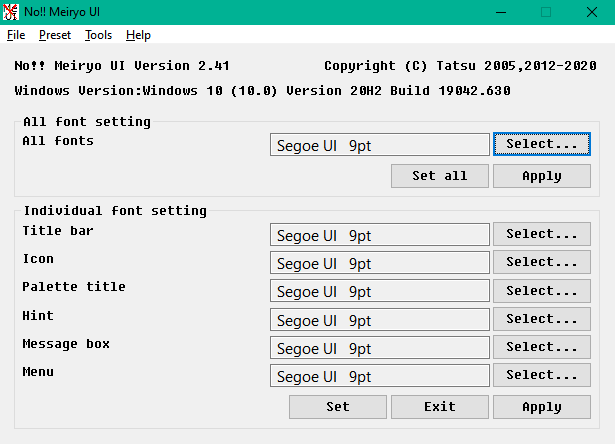 No!! Meiryo UI
File Preset Tools Help
No!! Meiryo UI Version 2.41 Copyright (C) Tatsu 2005,2012-2020
Windows Version:Windows 10 (10.0) Version 20H2 Build 19042.630
All font setting
All fonts Segoe UI 9pt Select...
Set all Apply
Individual font setting
Title bar Segoe UI 9pt Select...
Icon Segoe UI 9pt Select...
Palette title Segoe UI 9pt Select...
Hint Segoe UI 9pt Select...
Message box Segoe UI 9pt Select...
Menu Segoe UI 9pt Select...
Set Exit Apply